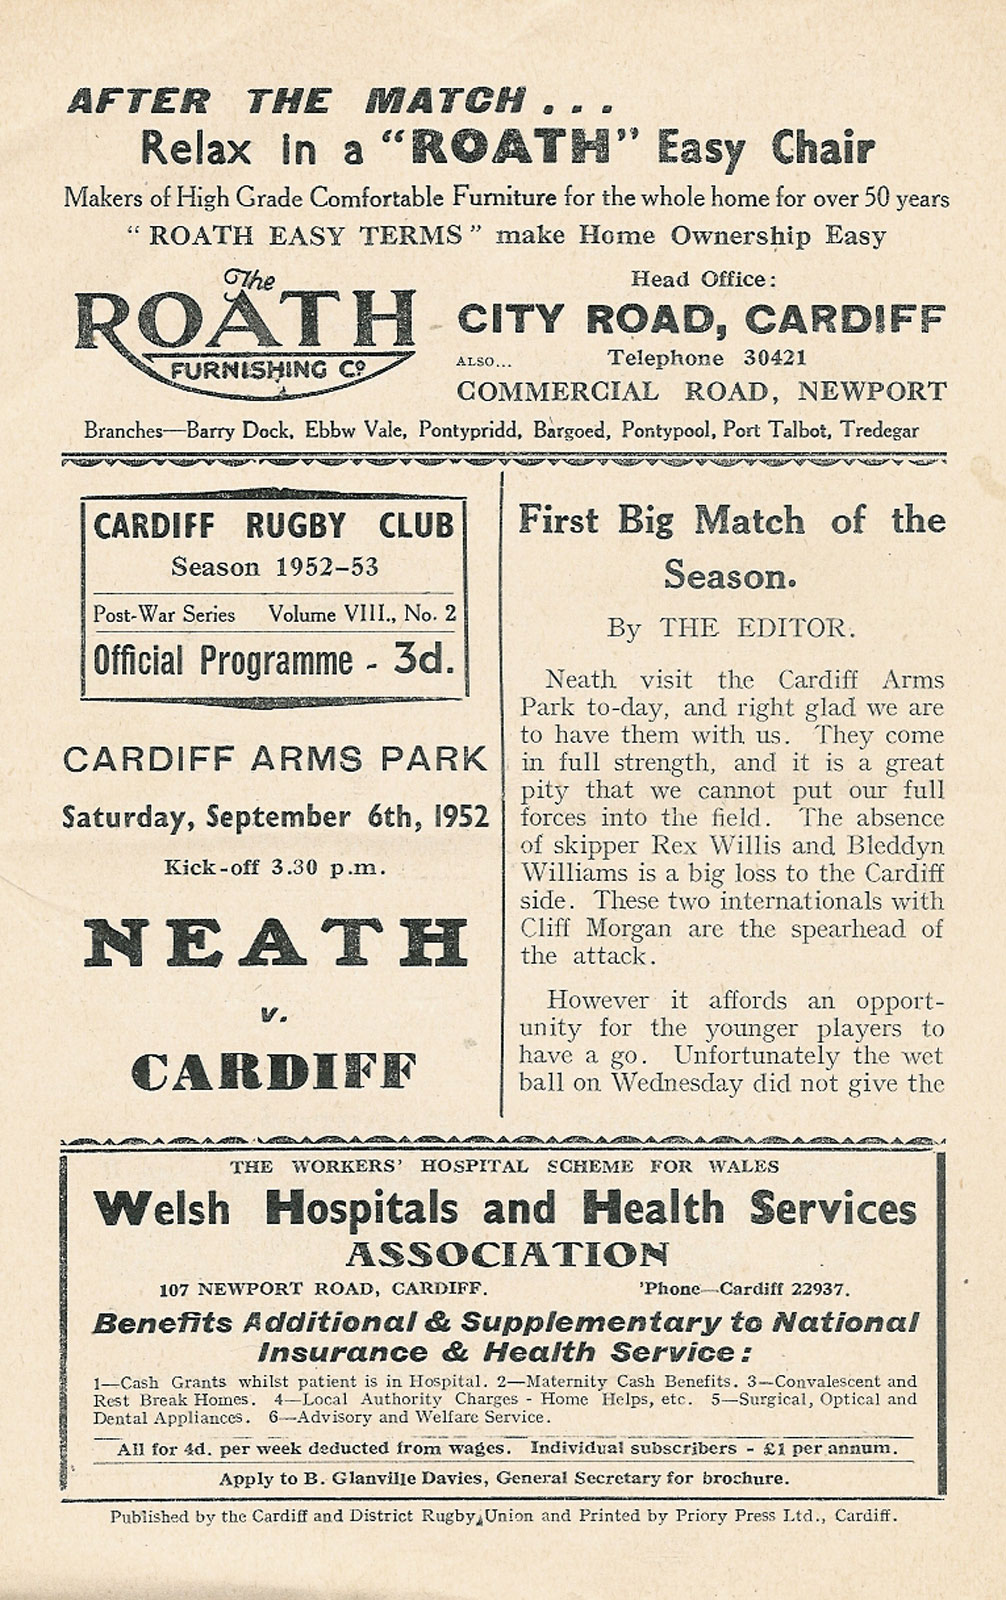 AFTER THE MATCH . . .
Relax in a "ROATH" Easy Chair
Makers of High Grade Comfortable Furniture for the whole home for over 50 years
" ROATH EASY TERMS " make Home Ownership Easy
The
ROATH
FURNISHING Co
Head Office:
CITY ROAD, CARDIFF
ALSO... Telephone 30421
COMMERCIAL ROAD, NEWPORT
Branches—Barry Dock, Ebbw Vale, Pontypridd, Bargoed, Pontypool, Port Talbot, Tredegar
CARDIFF RUGBY CLUB
Season 1952-53
Post-War Series Volume VIII., No. 2
Official Programme - 3d.
CARDIFF ARMS PARK
Saturday, September 6th, 1952
Kick-off 3.30 p.m.
NEATH
v.
CARDIFF
First Big Match of the
Season.
By THE EDITOR.
Neath visit the Cardiff Arms
Park to-day, and right glad we are
to have them with us. They come
in full strength, and it is a great
pity that we cannot put our full
forces into the field. The absence
of skipper Rex Willis and Bleddyn
Williams is a big loss to the Cardiff
side. These two internationals with
Cliff Morgan are the spearhead of
the attack.
However it affords an opport-
unity for the younger players to
have a go. Unfortunately the wet
ball on Wednesday did not give the
THE WORKERS' HOSPITAL SCHEME FOR WALES
Welsh Hospitals and Health Services
ASSOCIATION
107 NEWPORT ROAD, CARDIFF. 'Phone—Cardiff 22937.
Benefits Additional & Supplementary to National
Insurance & Health Service :
1—Cash Grants whilst patient is in Hospital. 2—Maternity Cash Benefits. 3—Convalescent and
Rest Break Homes. 4—Local Authority Charges - Home Helps, etc. 5—Surgical, Optical and
Dental Appliances. 6—Advisory and Welfare Service.
All for 4d. per week deducted from wages. Individual subscribers - £1 per annum.
Apply to B. Glanville Davies, General Secretary for brochure.
Published by the Cardiff and District Rugby Union and Printed by Priory Press Ltd., Cardiff.